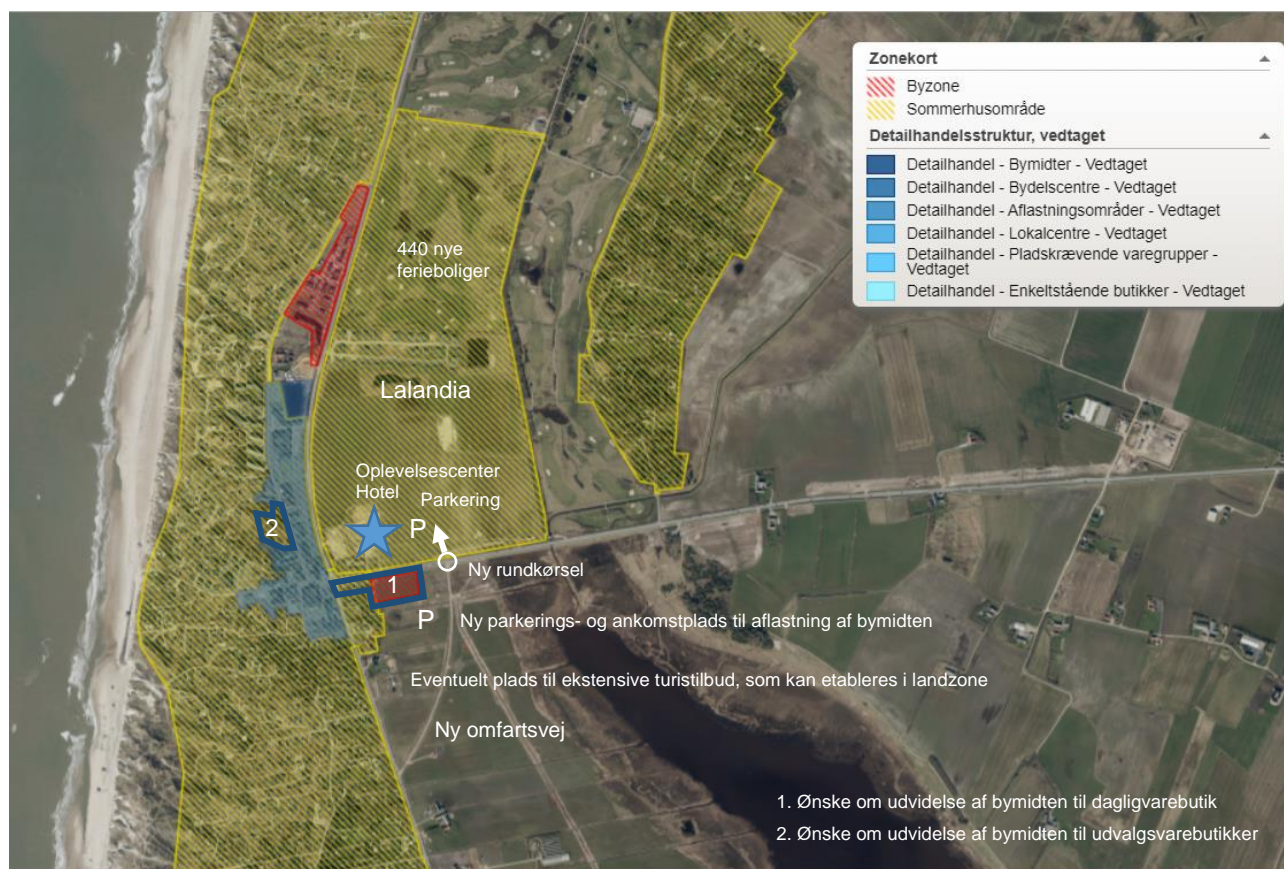 Zonekort
Byzone
Sommerhusområde
Detailhandelsstruktur, vedtaget
Detailhandel - Bymidter - Vedtaget
Detailhandel - Bydelscentre - Vedtaget
Detailhandel - Aflastningsområder - Vedtaget
Detailhandel - Lokalcentre - Vedtaget
Detailhandel - Pladskrævende varegrupper -
Vedtaget
Detailhandel - Enkeltstående butikker - Vedtaget
440 nye
ferieboliger
Lalandia
Oplevelsescenter
Hotel
Parkering
P
2
Ny rundkørsel
1
P
Ny parkerings- og ankomstplads til aflastning af bymidten
Eventuelt plads til ekstensive turistilbud, som kan etableres i landzone
Ny omfartsvej
1. Ønske om udvidelse af bymidten til dagligvarebutik
2. Ønske om udvidelse af bymidten til udvalgsvarebutikker